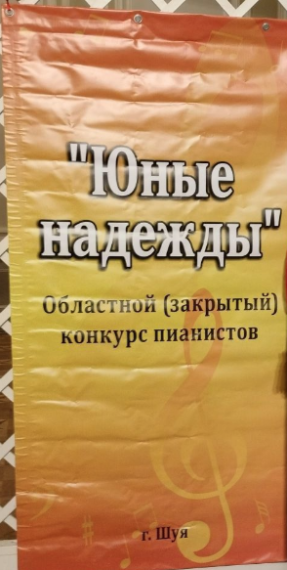 "Юные
надежды"
Областной (закрытый)
конкурс пианистов
г. Шуя